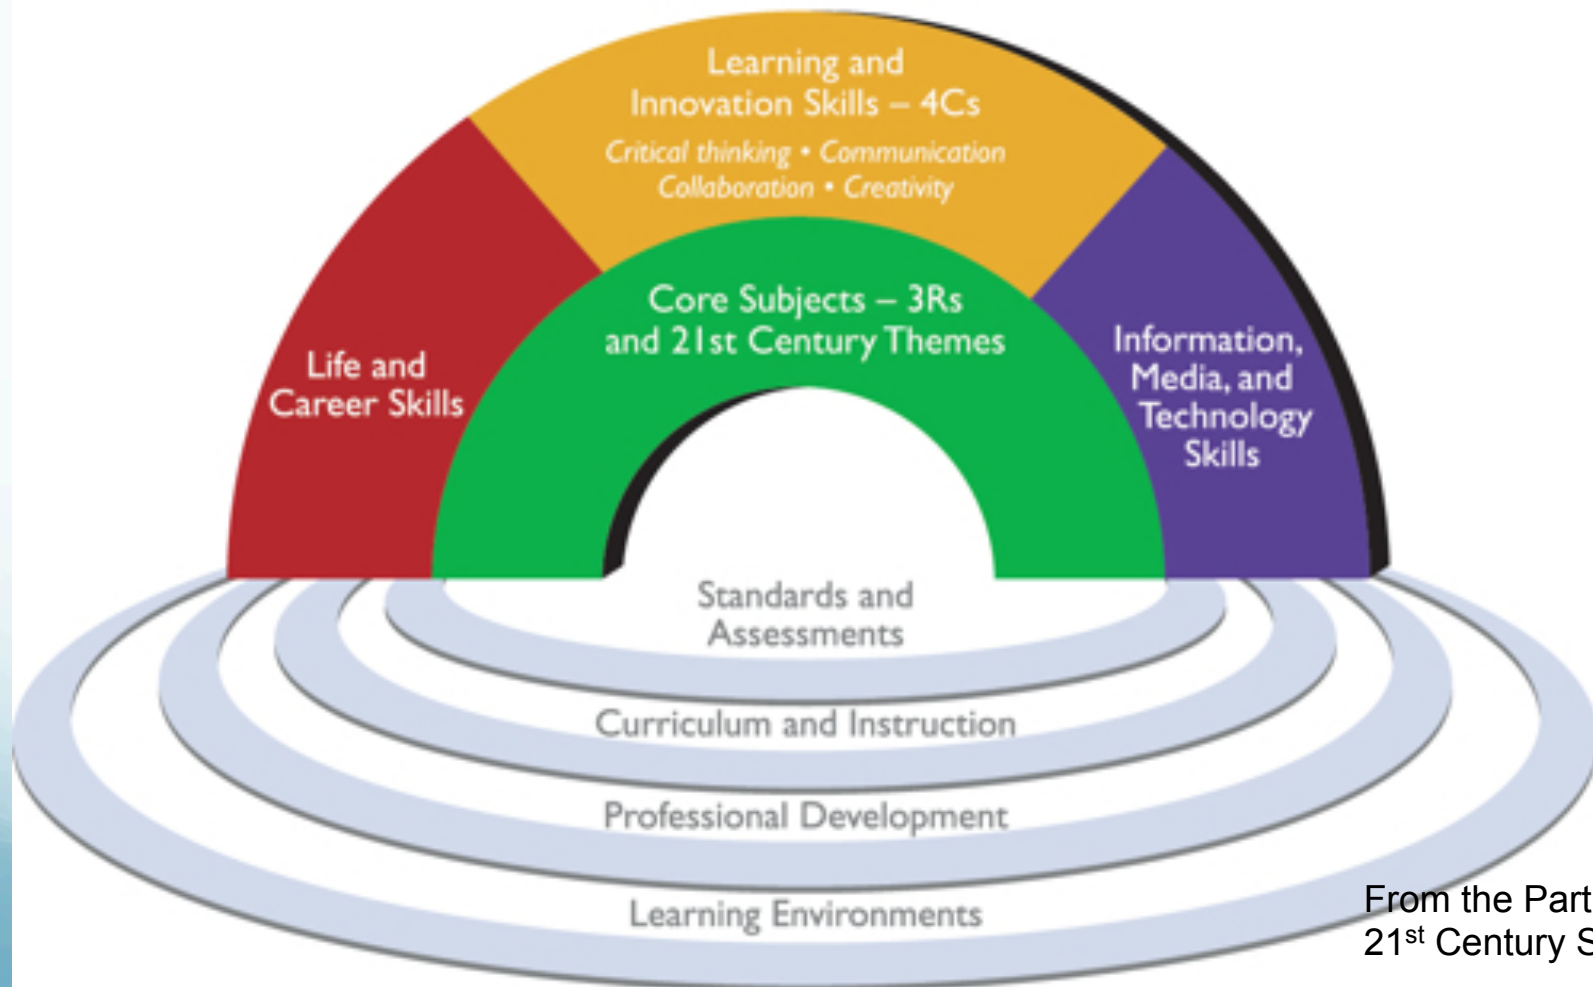 Learning and
Innovation Skills – 4Cs
Critical thinking • Communication
Collaboration • Creativity
Core Subjects – 3Rs
and 21st Century Themes
Life and
Career Skills
Information,
Media, and
Technology
Skills
Standards and
Assessments
Curriculum and Instruction
Professional Development
Learning Environments
From the Part
21st Century S